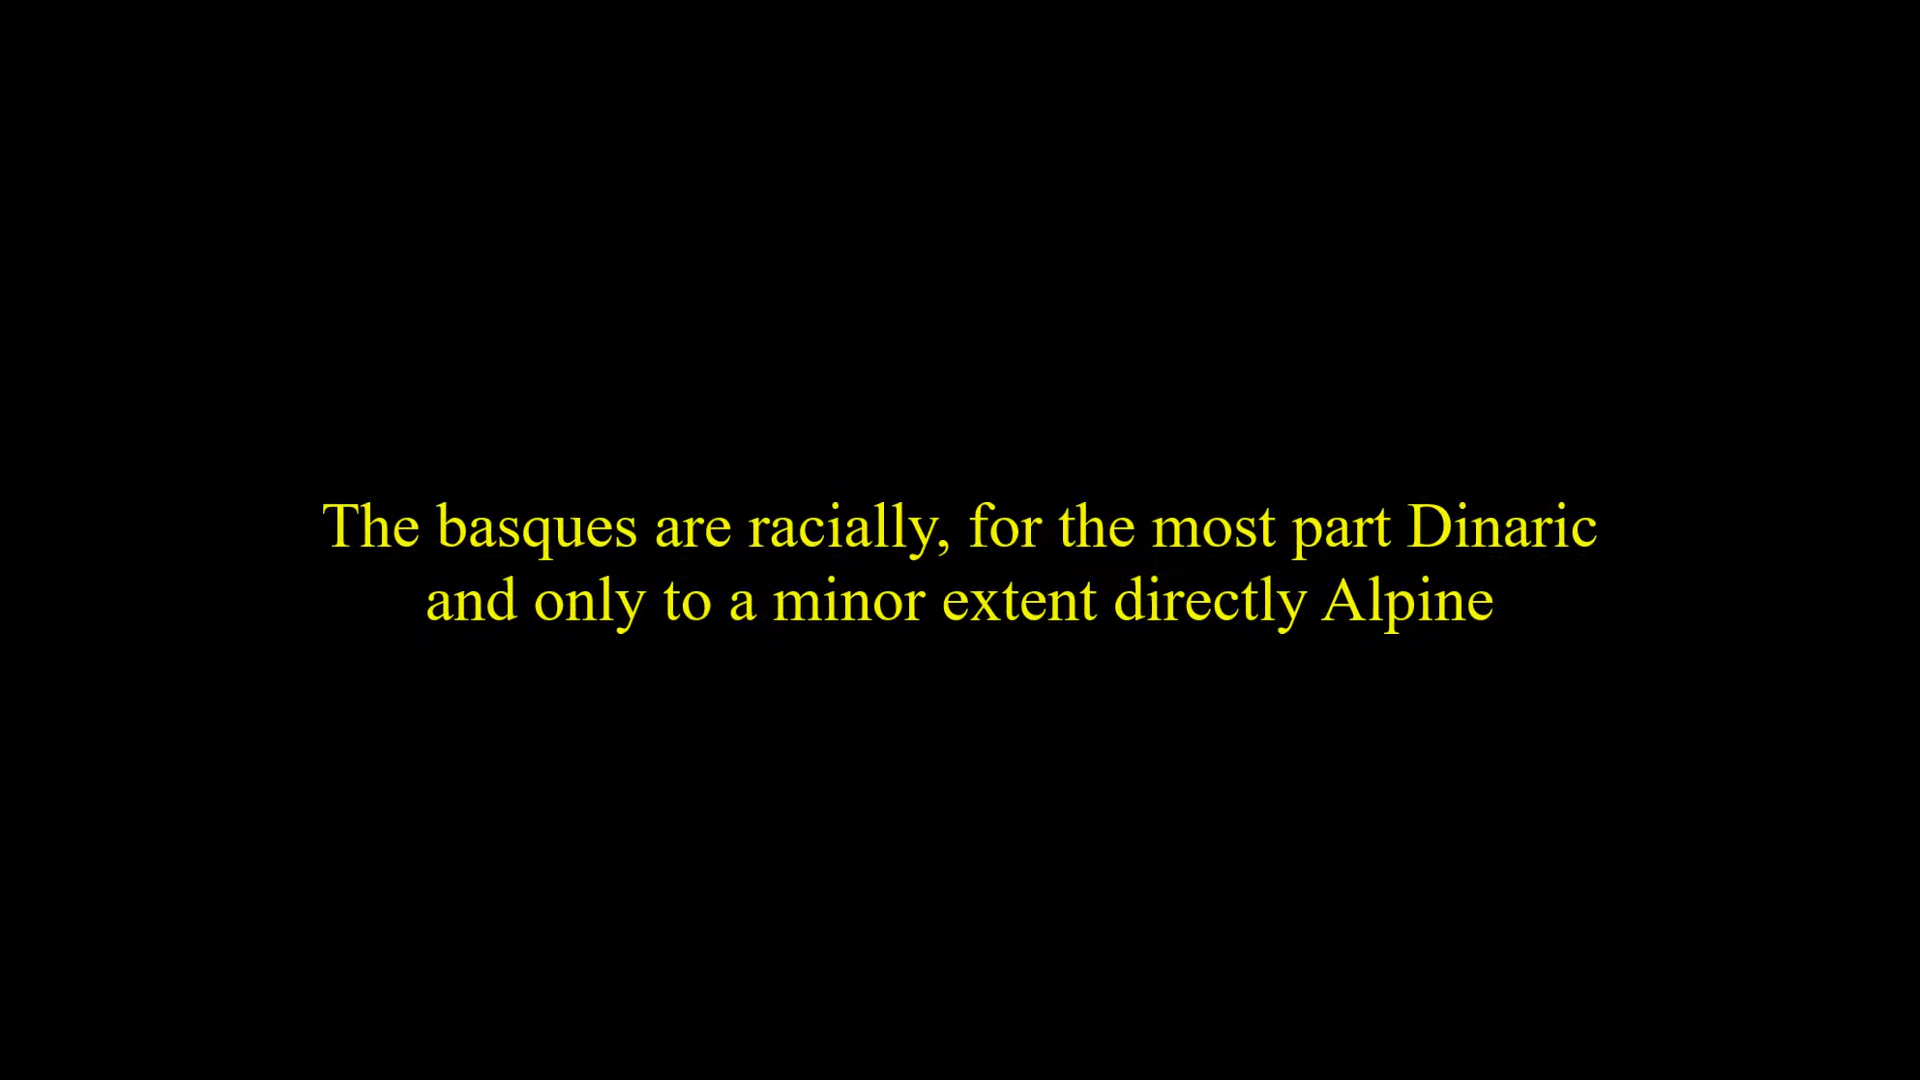 The basques are racially, for the most part Dinaric
and only to a minor extent directly Alpine